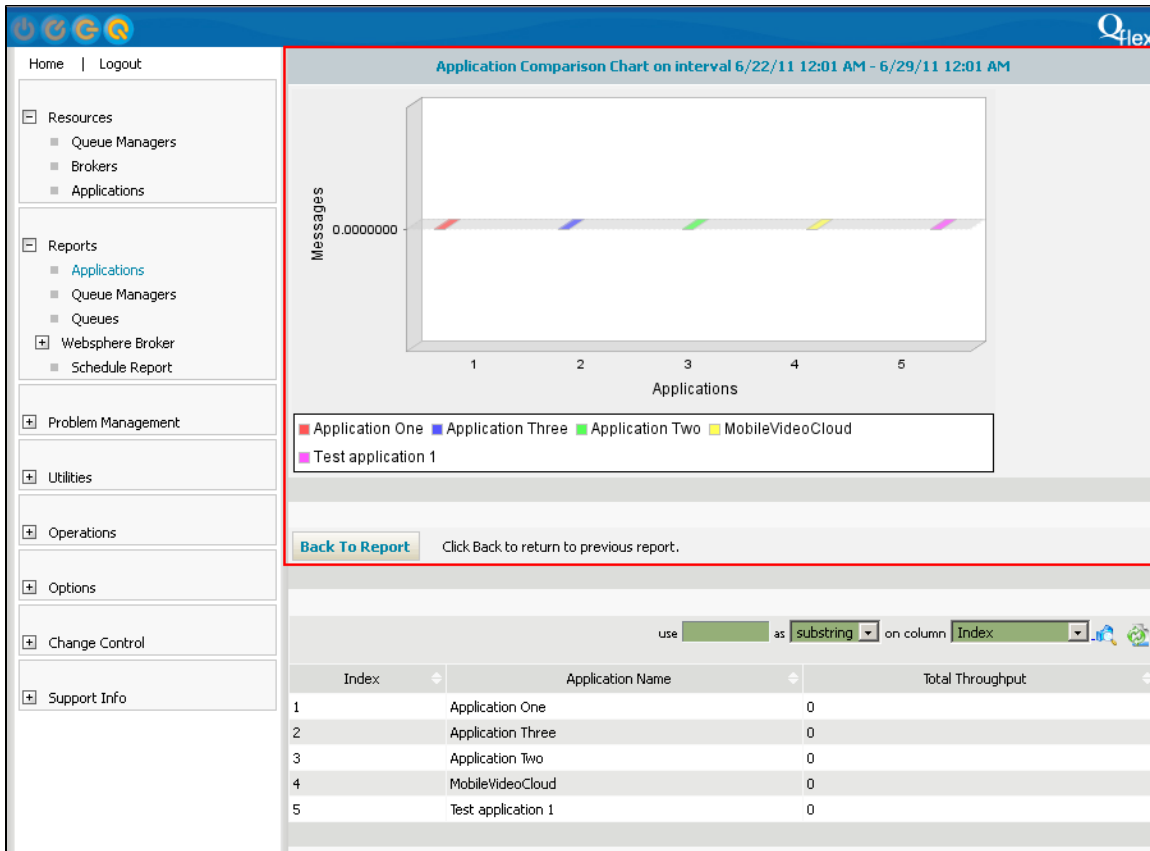 Qflex
Home | Logout
Resources
Queue Managers
Brokers
Applications
Reports
Applications
Queue Managers
Queues
Websphere Broker
Schedule Report
Problem Management
Utilities
Operations
Options
Change Control
Support Info
Application Comparison Chart on interval 6/22/11 12:01 AM - 6/29/11 12:01 AM
Messages
0.0000000
1 2 3 4 5
Applications
Application One Application Three Application Two MobileVideoCloud
Test application 1
Back To Report Click Back to return to previous report.
use as substring on column Index
Index Application Name Total Throughput
1 Application One 0
2 Application Three 0
3 Application Two 0
4 MobileVideoCloud 0
5 Test application 1 0